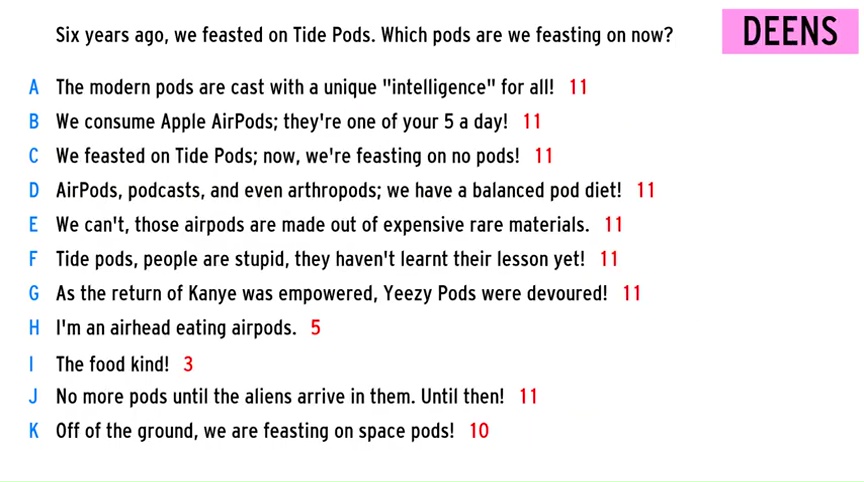 Six years ago, we feasted on Tide Pods. Which pods are we feasting on now?
DEENS
A The modern pods are cast with a unique "intelligence" for all! 11
B We consume Apple AirPods; they're one of your 5 a day! 11
C We feasted on Tide Pods; now, we're feasting on no pods! 11
D AirPods, podcasts, and even arthropods; we have a balanced pod diet! 11
E We can't, those airpods are made out of expensive rare materials. 11
F Tide pods, people are stupid, they haven't learnt their lesson yet! 11
G As the return of Kanye was empowered, Yeezy Pods were devoured! 11
H I'm an airhead eating airpods. 5
I The food kind! 3
J No more pods until the aliens arrive in them. Until then! 11
K Off of the ground, we are feasting on space pods! 10